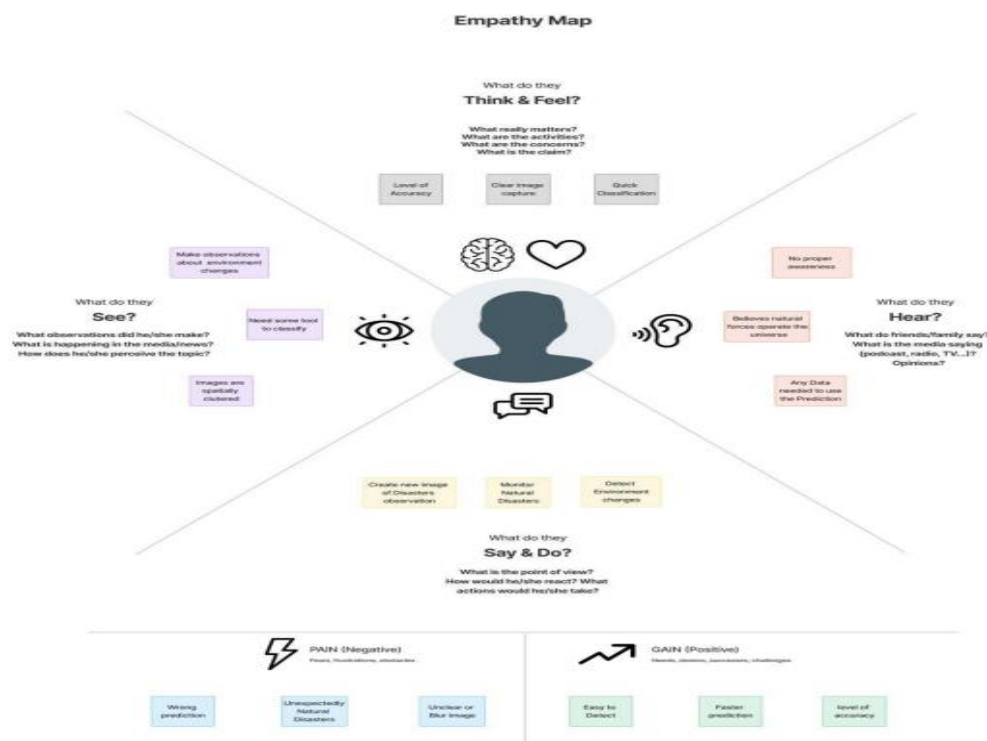 Empathy Map
What do they
Think & Feel?
What really matters?
What are the activities?
What are the concerns?
What is the claim?
Level of
Accuracy
Clear image
capture
Quick
Classification
Make observations
about environment
changes
Need some tool
to classify
Images are
spatially
clutered
What do they
See?
What observations did he/she make?
What is happening in the media/news?
How does he/she perceive the topic?
No proper
awareness
Believes natural
forces operate the
universe
Any Data
needed to use
the Prediction
What do they
Hear?
What do friends/family say?
What is the media saying
(podcast, radio, TV...)?
Opinions?
Create new image
of Disasters
observation
Monitor
Natural
Disasters
Detect
Environment
changes
What do they
Say & Do?
What is the point of view?
How would he/she react? What
actions would he/she take?
PAIN (Negative)
Fears, frustrations, obstacles
Wrong
prediction
Unexpectedly
Natural
Disasters
Unclear or
Blur Image
GAIN (Positive)
Needs, desires, successes, challenges
Easy to
Detect
Faster
prediction
level of
accuracy